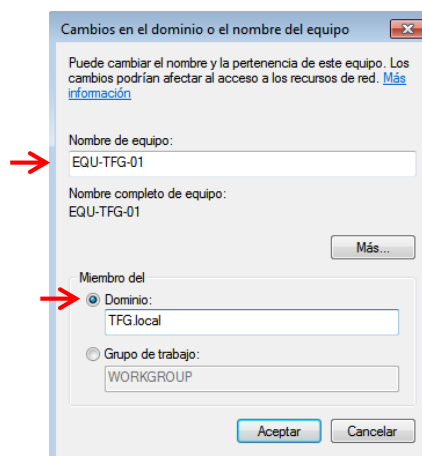 Cambios en el dominio o el nombre del equipo
Puede cambiar el nombre y la pertenencia de este equipo. Los
cambios podrían afectar al acceso a los recursos de red. Más
información
Nombre de equipo:
EQU-TFG-01
Nombre completo de equipo:
EQU-TFG-01
Más...
Miembro del
Dominio:
TFG.local
Grupo de trabajo:
WORKGROUP
Aceptar Cancelar